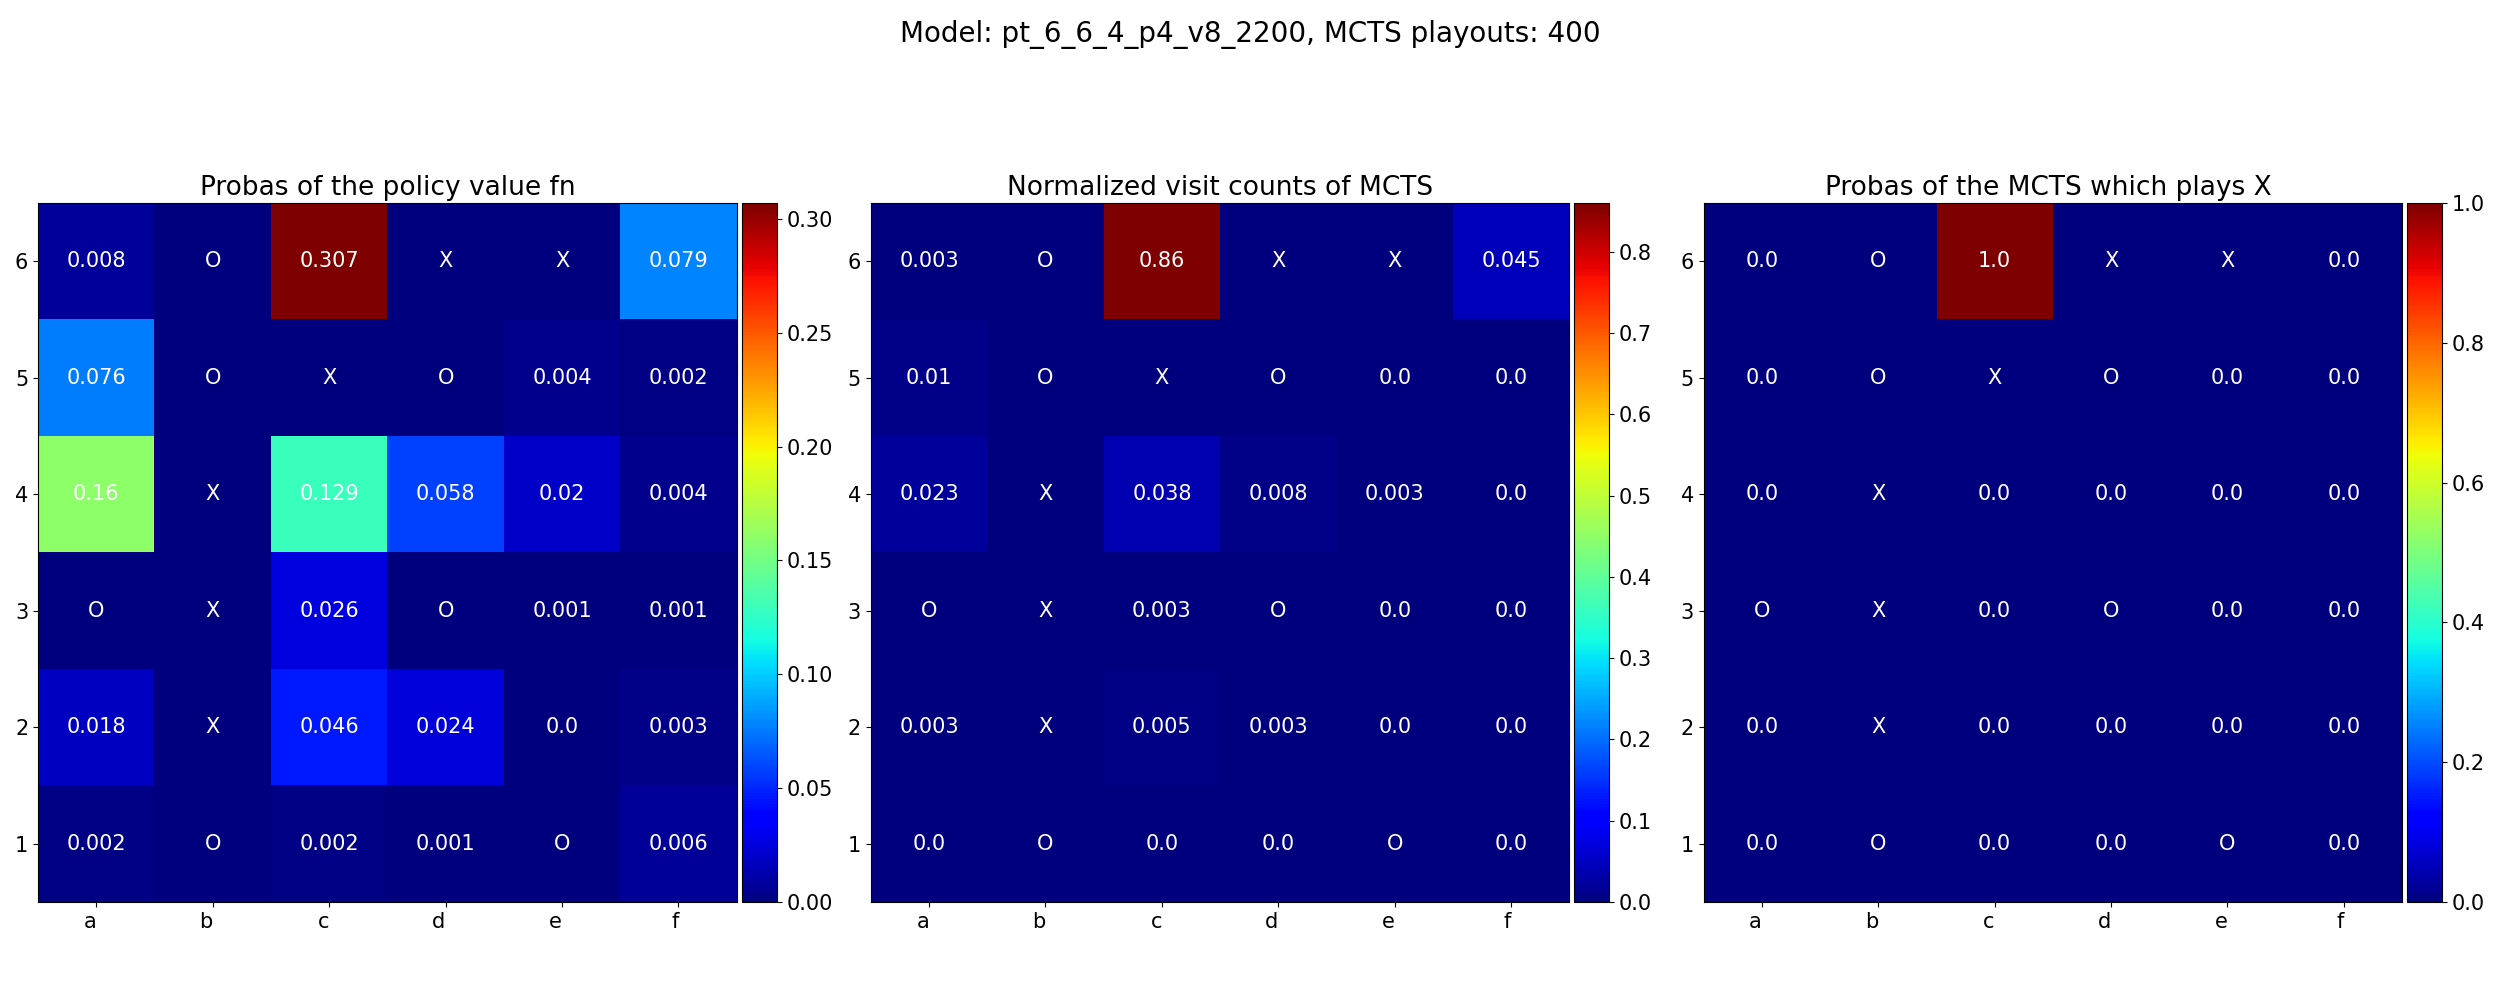 Model: pt_6_6_4_p4_v8_2200, MCTS playouts: 400
Probas of the policy value fn
6 0.008 O 0.307 X X 0.079
5 0.076 O X O 0.004 0.002
4 0.16 X 0.129 0.058 0.02 0.004
3 O X 0.026 O 0.001 0.001
2 0.018 X 0.046 0.024 0.0 0.003
1 0.002 O 0.002 0.001 O 0.006
a b c d e f
0.30
0.25
0.20
0.15
0.10
0.05
0.00
Normalized visit counts of MCTS
6 0.003 O 0.86 X X 0.045
5 0.01 O X O 0.0 0.0
4 0.023 X 0.038 0.008 0.003 0.0
3 O X 0.003 O 0.0 0.0
2 0.003 X 0.005 0.003 0.0 0.0
1 0.0 O 0.0 0.0 O 0.0
a b c d e f
0.8
0.7
0.6
0.5
0.4
0.3
0.2
0.1
0.0
Probas of the MCTS which plays X
6 0.0 O 1.0 X X 0.0
5 0.0 O X O 0.0 0.0
4 0.0 X 0.0 0.0 0.0 0.0
3 O X 0.0 O 0.0 0.0
2 0.0 X 0.0 0.0 0.0 0.0
1 0.0 O 0.0 0.0 O 0.0
a b c d e f
1.0
0.8
0.6
0.4
0.2
0.0